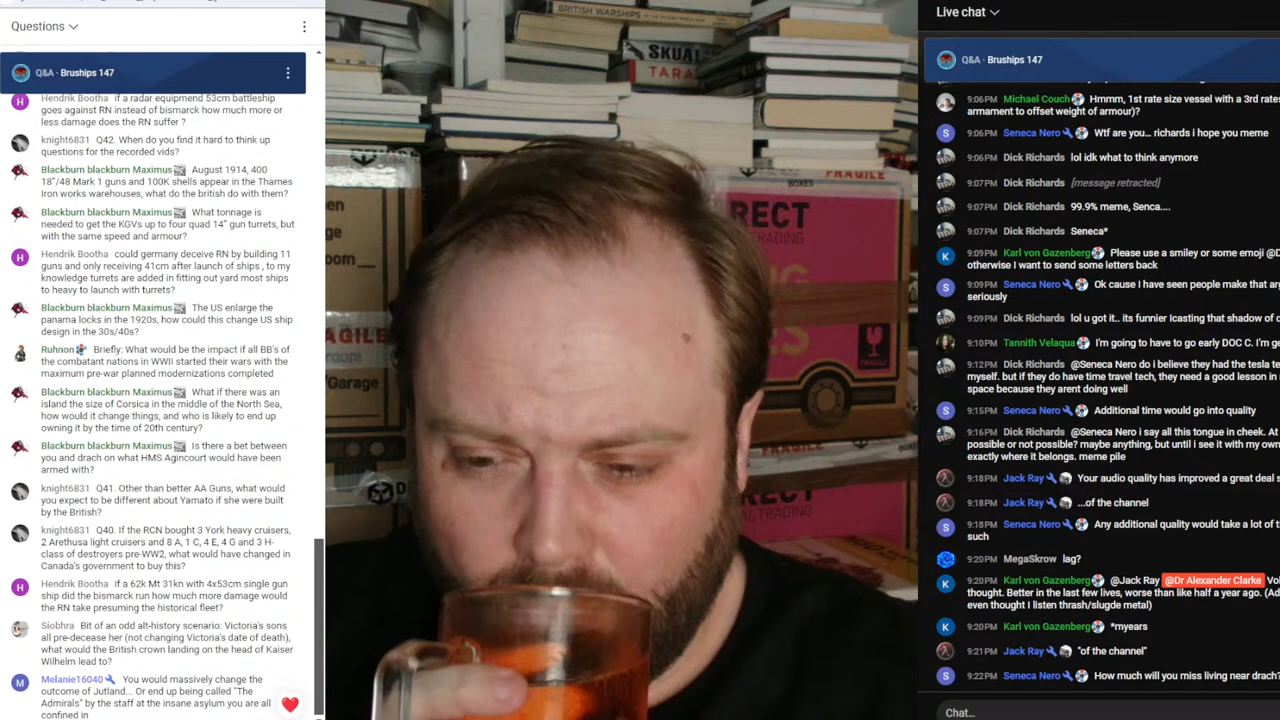 Questions
Q&A · Bruships 147
Hendrik Bootha if a radar equipmend 53cm battleship
goes against RN instead of bismarck how much more or
less damage does the RN suffer ?
knight6831 Q42. When do you find it hard to think up
questions for the recorded vids?
Blackburn blackburn Maximus August 1914, 400
18"/48 Mark 1 guns and 100K shells appear in the Thames
Iron works warehouses, what do the british do with them?
Blackburn blackburn Maximus What tonnage is
needed to get the KGVs up to four quad 14" gun turrets, but
with the same speed and armour?
Hendrik Bootha could germany deceive RN by building 11
guns and only receiving 41cm after launch of ships , to my
knowledge turrets are added in fitting out yard most ships
to heavy to launch with turrets?
Blackburn blackburn Maximus The US enlarge the
panama locks in the 1920s, how could this change US ship
design in the 30s/40s?
Ruhnon Briefly: What would be the impact if all BB's of
the combatant nations in WWII started their wars with the
maximum pre-war planned modernizations completed
Blackburn blackburn Maximus What if there was an
island the size of Corsica in the middle of the North Sea,
how would it change things, and who is likely to end up
owning it by the time of 20th century?
Blackburn blackburn Maximus Is there a bet between
you and drach on what HMS Agincourt would have been
armed with?
knight6831 Q41. Other than better AA Guns, what would
you expect to be different about Yamato if she were built
by the British?
knight6831 Q40. If the RCN bought 3 York heavy cruisers,
2 Arethusa light cruisers and 8 A, 1 C, 4 E, 4 G and 3 H-
class of destroyers pre-WW2, what would have changed in
Canada's government to buy this?
Hendrik Bootha if a 62k Mt 31kn with 4x53cm single gun
ship did the bismarck run how much more damage would
the RN take presuming the historical fleet?
Siobhra Bit of an odd alt-history scenario: Victoria's sons
all pre-decease her (not changing Victoria's date of death),
what would the British crown landing on the head of Kaiser
Wilhelm lead to?
Melanie16040 You would massively change the
outcome of Jutland... Or end up being called "The
Admirals" by the staff at the insane asylum you are all
confined in
BRITISH WARSHIPS
SKUA
TARA
BOXES
FRAGILE
RECT
TRADING
FRAGILE
AGILE
/Garage
Live chat
Q&A · Bruships 147
9:06PM Michael Couch Hmmm, 1st rate size vessel with a 3rd rates
armament to offset weight of armour)?
9:06PM Seneca Nero Wtf are you... richards i hope you meme
9:06PM Dick Richards lol idk what to think anymore
9:07PM Dick Richards [message retracted]
9:07PM Dick Richards 99.9% meme, Senca....
9:07PM Dick Richards Seneca*
9:09PM Karl von Gazenberg Please use a smiley or some emoji @D
otherwise I want to send some letters back
9:09PM Seneca Nero Ok cause I have seen people make that arg
seriously
9:09PM Dick Richards lol u got it.. its funnier lcasting that shadow of d
9:10PM Tannith Velaqua I'm going to have to go early DOC C. I'm ge
9:12PM Dick Richards @Seneca Nero do i believe they had the tesla te
myself. but if they do have time travel tech, they need a good lesson in
space because they arent doing well
9:15PM Seneca Nero Additional time would go into quality
9:16PM Dick Richards @Seneca Nero i say all this tongue in cheek. At
possible or not possible? maybe anything, but until i see it with my own
exactly where it belongs. meme pile
9:18PM Jack Ray Your audio quality has improved a great deal s
9:18PM Jack Ray ...of the channel
9:18PM Seneca Nero Any additional quality would take a lot of t
such
9:20PM MegaSkrow lag?
9:20PM Karl von Gazenberg @Jack Ray @Dr Alexander Clarke Vo
thought. Better in the last few lives, worse than like half a year ago. (Ad
even thought I listen thrash/slugde metal)
9:20PM Karl von Gazenberg *myears
9:21PM Jack Ray "of the channel"
9:22PM Seneca Nero How much will you miss living near drach?
Chat...